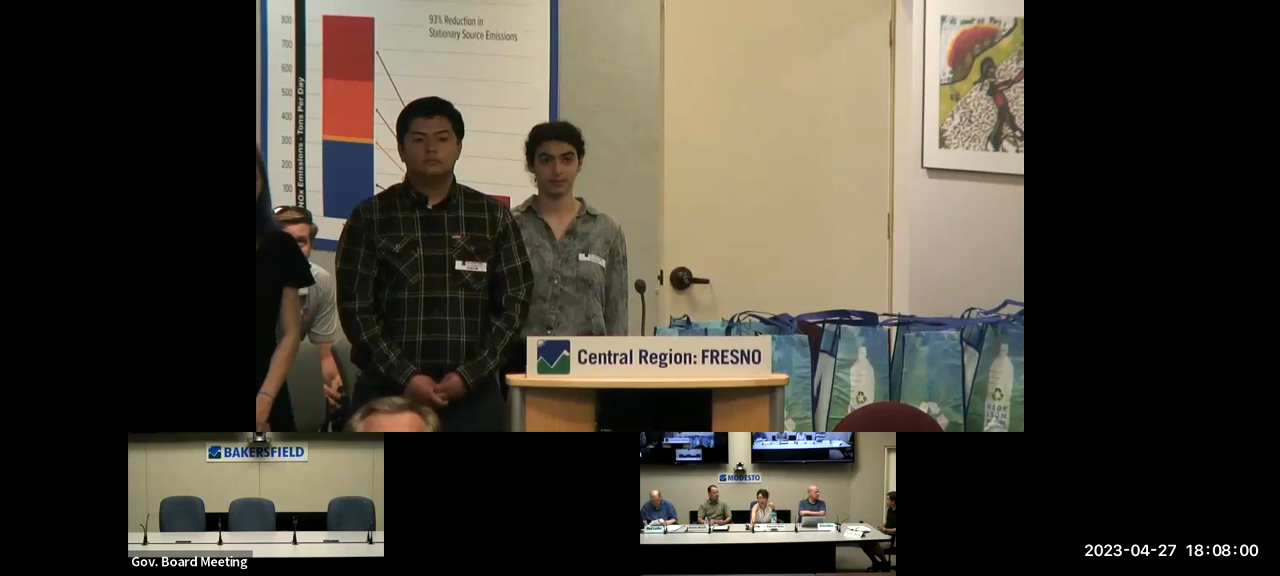 800
93% Reduction in
Stationary Source Emissions
700
600
500
400
300
200
100
NOx Emissions - Tons Per Day
Central Region: FRESNO
BAKERSFIELD
MODESTO
Gov. Board Meeting
2023-04-27 18:08:00